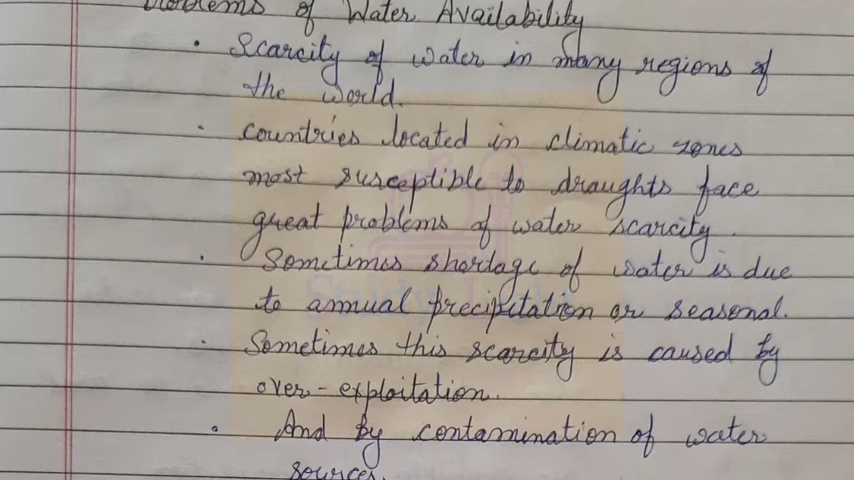 Problems of Water Availability
• Scarcity of water in many regions of
the world.
• countries located in climatic zones
most susceptible to draughts face
great problems of water scarcity.
• Sometimes shortage of water is due
to annual precipitation or seasonal.
• Sometimes this scarcity is caused by
over-exploitation.
• And by contamination of water
sources.